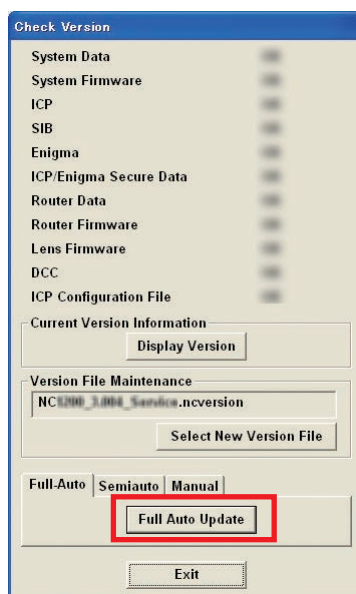 Check Version
System Data
System Firmware
ICP
SIB
Enigma
ICP/Enigma Secure Data
Router Data
Router Firmware
Lens Firmware
DCC
ICP Configuration File
Current Version Information
Display Version
Version File Maintenance
.ncversion
Select New Version File
Full-Auto Semiauto Manual
Full Auto Update
Exit